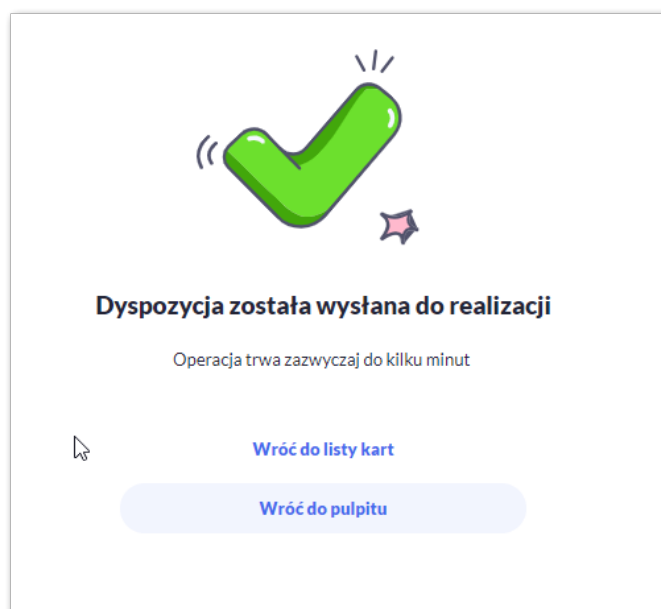 Dyspozycja została wysłana do realizacji
Operacja trwa zazwyczaj do kilku minut
Wróć do listy kart
Wróć do pulpitu